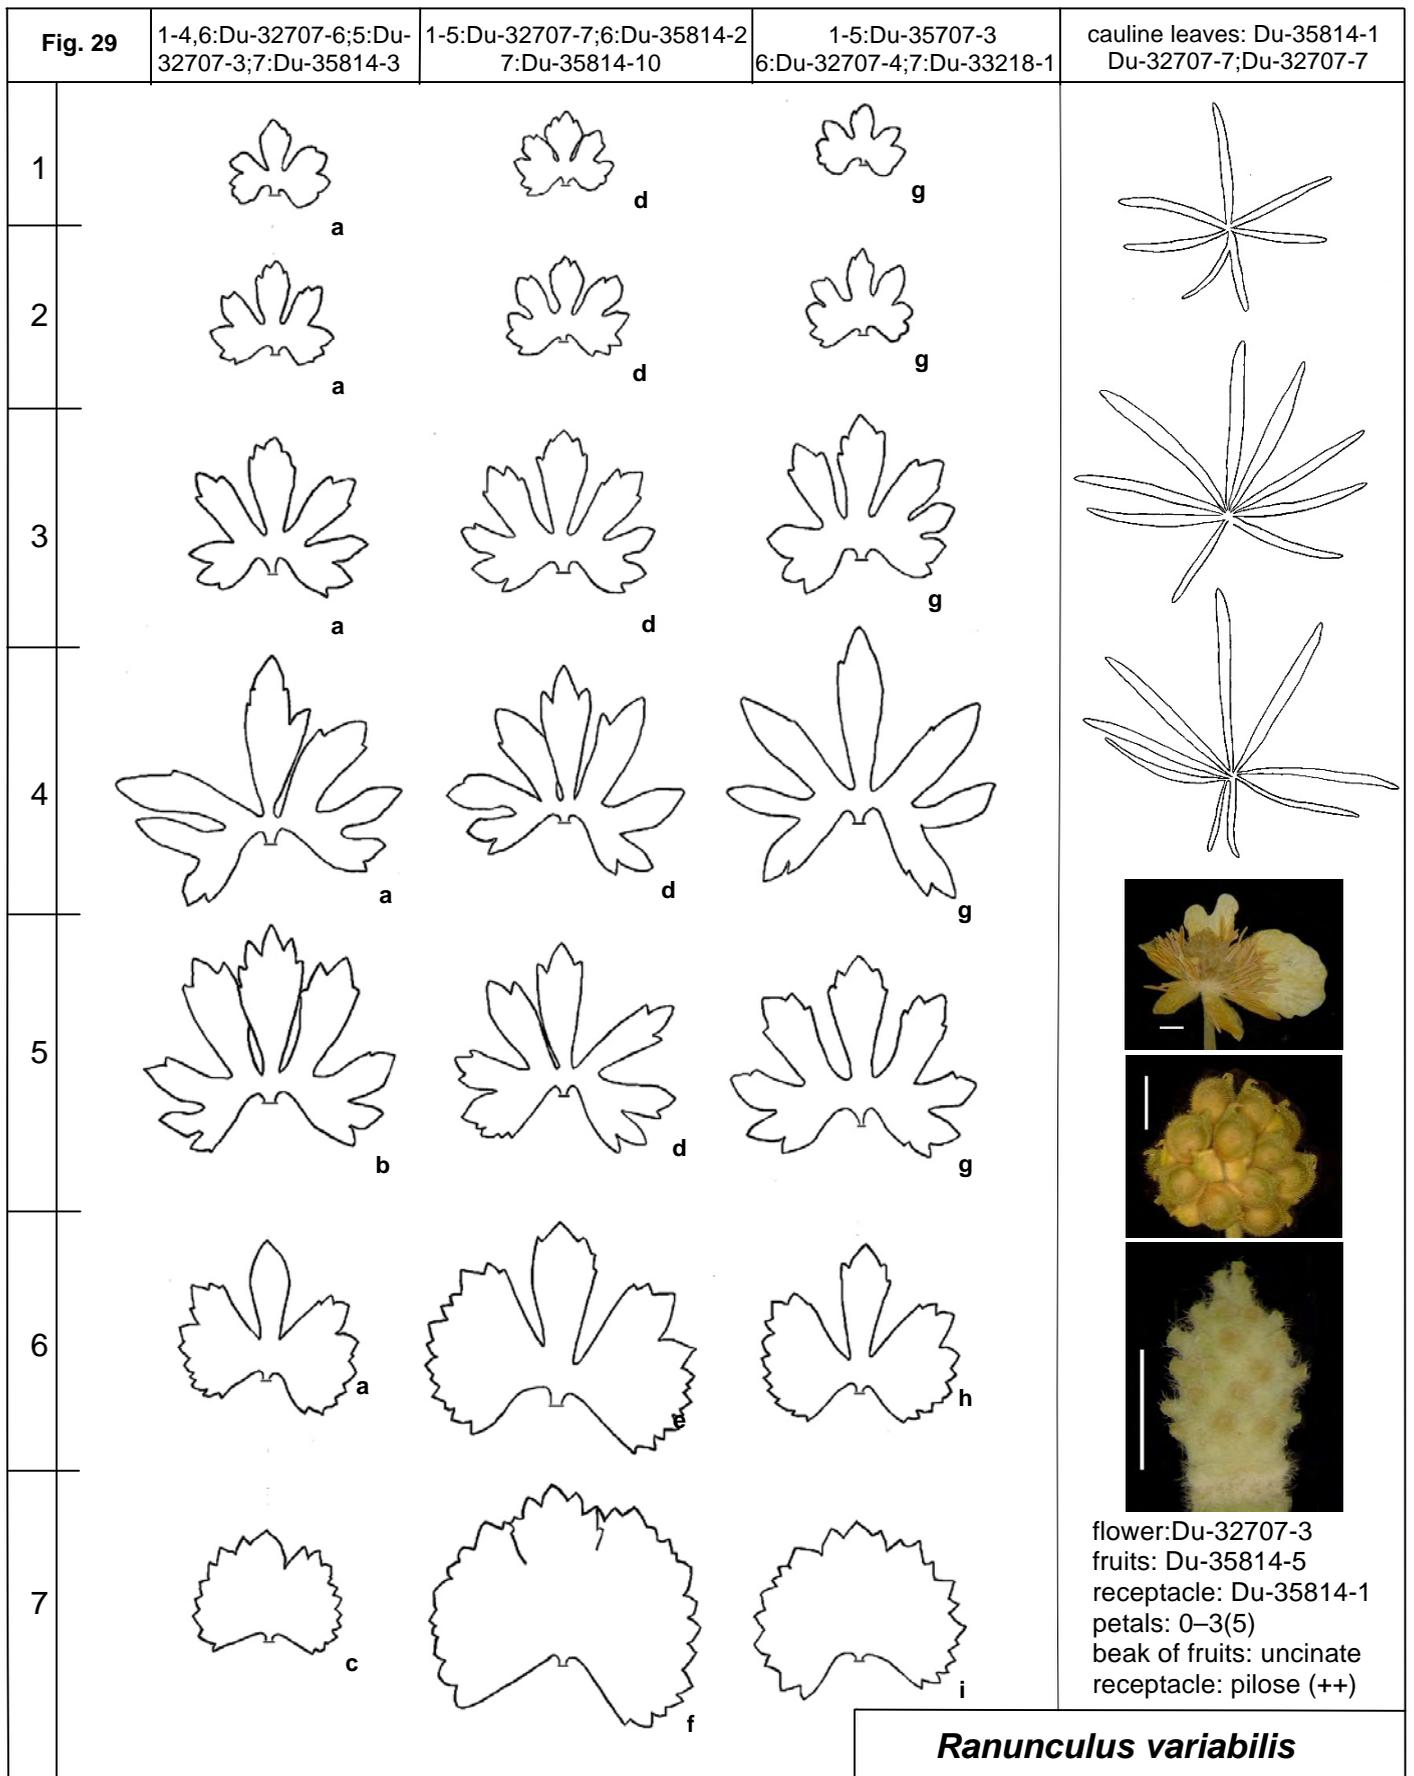 Fig. 29
1-4,6:Du-32707-6;5:Du-
32707-3;7:Du-35814-3
1-5:Du-32707-7;6:Du-35814-2
7:Du-35814-10
1-5:Du-35707-3
6:Du-32707-4;7:Du-33218-1
cauline leaves: Du-35814-1
Du-32707-7;Du-32707-7
1
a
d
g
2
a
d
g
3
a
d
g
4
a
d
g
5
b
d
g
6
a
e
h
7
c
f
i
flower:Du-32707-3
fruits: Du-35814-5
receptacle: Du-35814-1
petals: 0–3(5)
beak of fruits: uncinate
receptacle: pilose (++)
Ranunculus variabilis